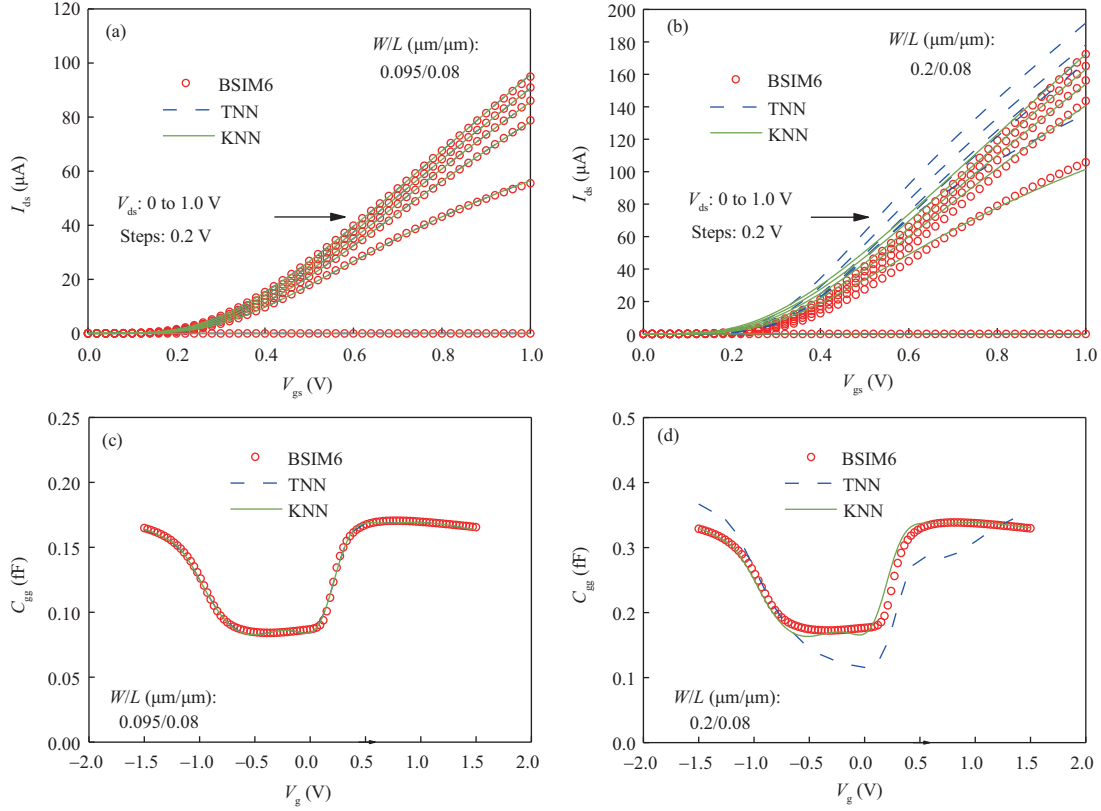 120
(a)
W/L (μm/μm):
0.095/0.08
100
BSIM6
TNN
KNN
80
60
40
20
0
I_ds (μA)
V_ds: 0 to 1.0 V
Steps: 0.2 V
0.0 0.2 0.4 0.6 0.8 1.0
V_gs (V)
200
(b)
W/L (μm/μm):
0.2/0.08
180
160
BSIM6
TNN
KNN
140
120
100
80
60
40
20
0
I_ds (μA)
V_ds: 0 to 1.0 V
Steps: 0.2 V
0.0 0.2 0.4 0.6 0.8 1.0
V_gs (V)
0.25
(c)
BSIM6
TNN
KNN
0.20
0.15
0.10
0.05
0.00
C_gg (fF)
W/L (μm/μm):
0.095/0.08
−2.0 −1.5 −1.0 −0.5 0.0 0.5 1.0 1.5 2.0
V_g (V)
0.5
(d)
BSIM6
TNN
KNN
0.4
0.3
0.2
0.1
0.0
C_gg (fF)
W/L (μm/μm):
0.2/0.08
−2.0 −1.5 −1.0 −0.5 0.0 0.5 1.0 1.5 2.0
V_g (V)